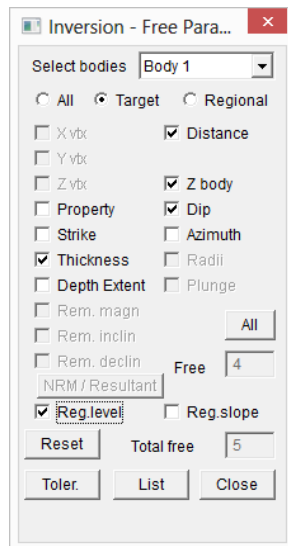 Inversion - Free Para...
Select bodies Body 1
All Target Regional
X vtx Distance
Y vtx
Z vtx Z body
Property Dip
Strike Azimuth
Thickness Radii
Depth Extent Plunge
Rem. magn
All
Rem. inclin
Rem. declin Free 4
NRM / Resultant
Reg.level Reg.slope
Reset Total free 5
Toler. List Close